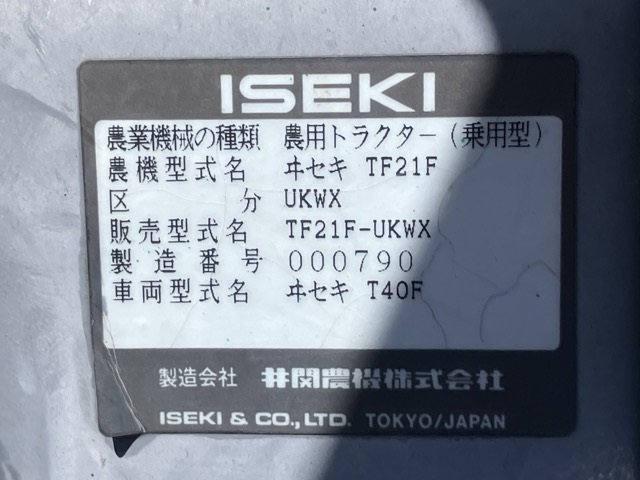 ISEKI
農業機械の種類 農用トラクター(乗用型)
農機型式名 ヰセキ TF21F
区分 UKWX
販売型式名 TF21F-UKWX
製造番号 000790
車両型式名 ヰセキ T40F
製造会社 井関農機株式会社
ISEKI & CO., LTD. TOKYO/JAPAN